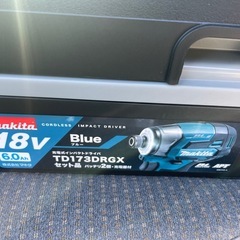 makita
CORDLESS IMPACT DRIVER
18V
Blue
ブルー
6.0Ah
充電式インパクトドライバ
TD173DRGX
セット品 バッテリ2個・充電器付
makita